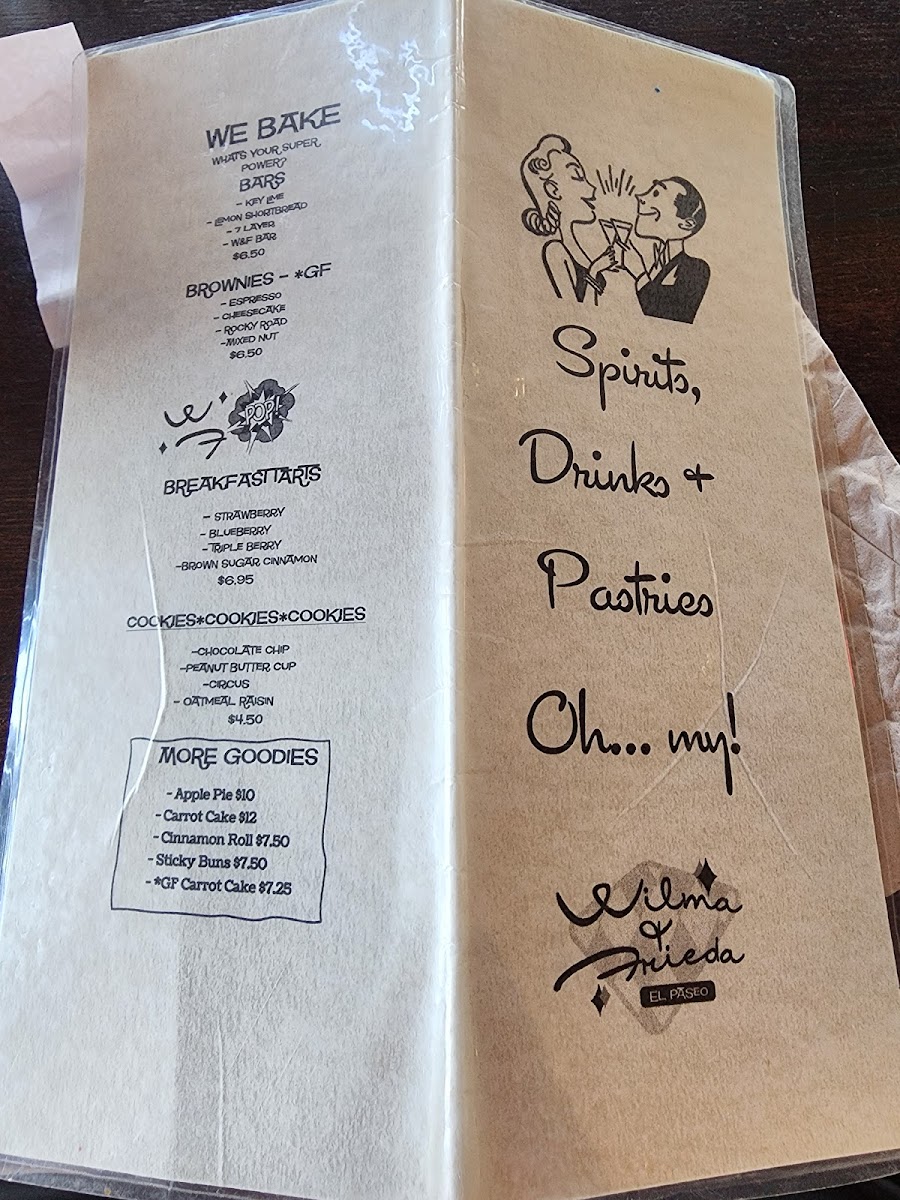 WE BAKE
WHAT'S YOUR SUPER
POWER?
BARS
- KEY LIME
- LEMON SHORTBREAD
- 7 LAYER
- W&F BAR
$6.50
BROWNIES - *GF
- ESPRESSO
- CHEESECAKE
- ROCKY ROAD
-MIXED NUT
$6.50
W
POP!
F
BREAKFAST TARTS
- STRAWBERRY
- BLUEBERRY
- TRIPLE BERRY
-BROWN SUGAR CINNAMON
$6.95
COOKIES*COOKIES*COOKIES
-CHOCOLATE CHIP
-PEANUT BUTTER CUP
-CIRCUS
- OATMEAL RAISIN
$4.50
MORE GOODIES
- Apple Pie $10
- Carrot Cake $12
- Cinnamon Roll $7.50
- Sticky Buns $7.50
- *GF Carrot Cake $7.25
Spirits,
Drinks +
Pastries
Oh... my!
Wilma
&
Frieda
EL PASEO